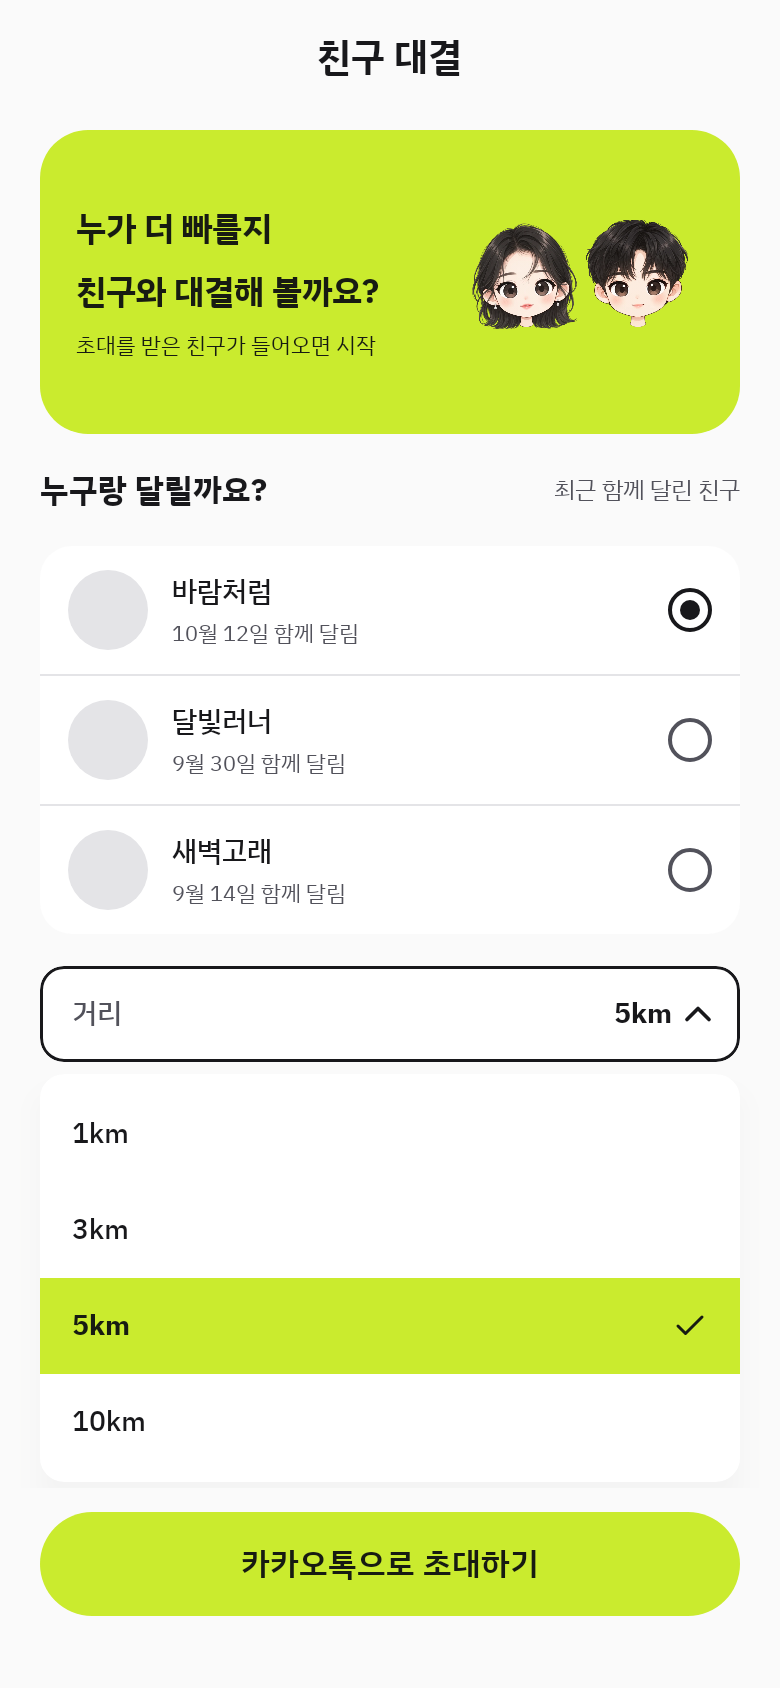 친구 대결
누가 더 빠를지
친구와 대결해 볼까요?
초대를 받은 친구가 들어오면 시작
누구랑 달릴까요?
최근 함께 달린 친구
바람처럼
10월 12일 함께 달림
달빛러너
9월 30일 함께 달림
새벽고래
9월 14일 함께 달림
거리
5km
1km
3km
5km
10km
카카오톡으로 초대하기